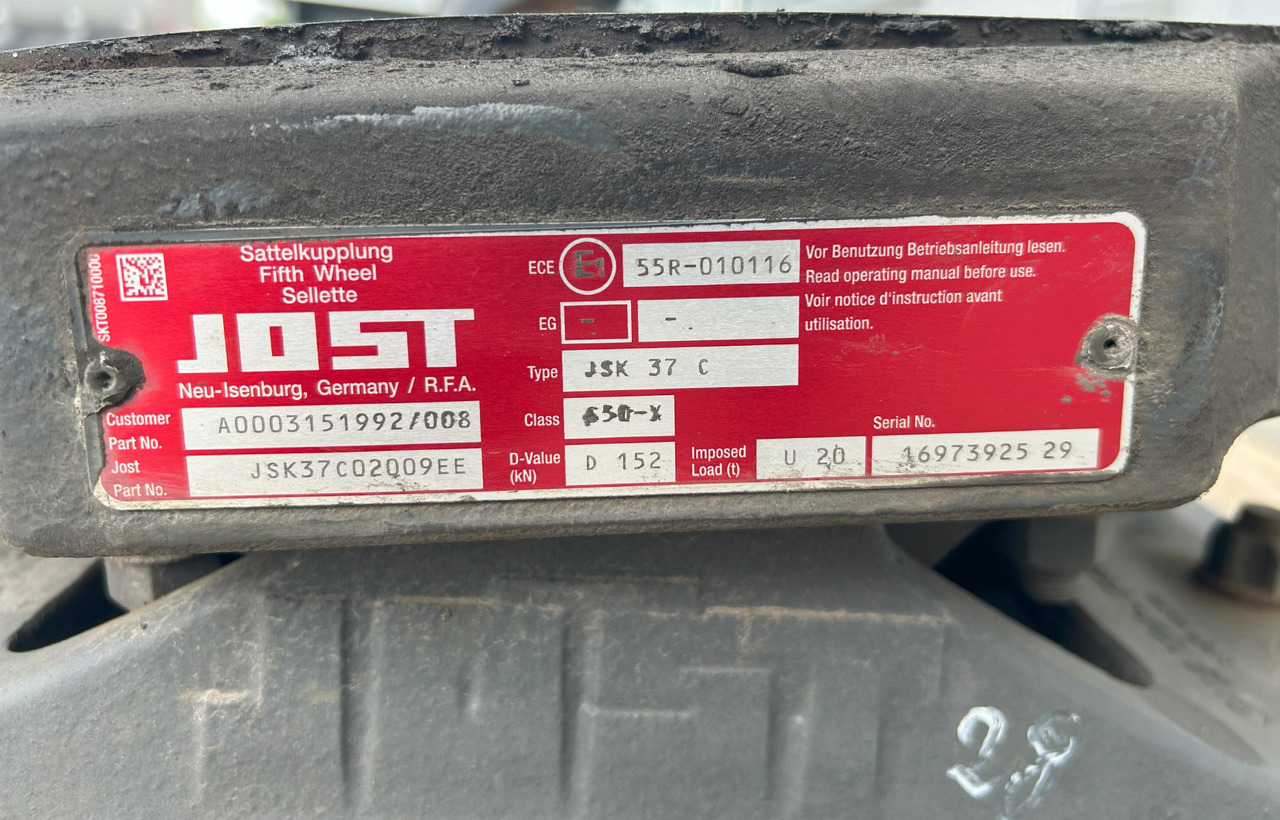 SKT008710000
Sattelkupplung
Fifth Wheel
Sellette
JOST
Neu-Isenburg, Germany / R.F.A.
Customer Part No. A0003151992/008
Jost Part No. JSK37C02009EE
ECE E1 55R-010116
EG - -
Type JSK 37 C
Class G50-X
D-Value (kN) D 152
Imposed Load (t) U 20
Serial No. 16973925 29
Vor Benutzung Betriebsanleitung lesen.
Read operating manual before use.
Voir notice d'instruction avant
utilisation.
JOST